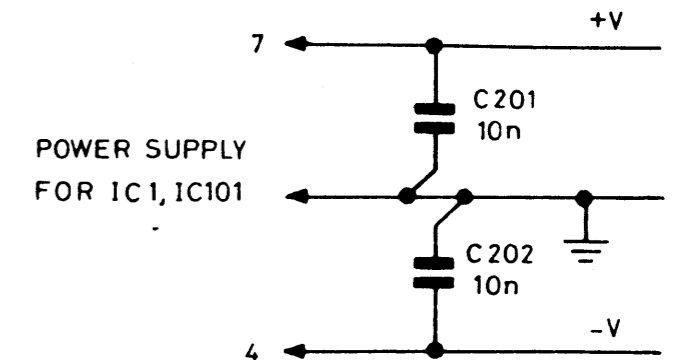 7
+V
C201
10n
POWER SUPPLY
FOR IC1, IC101
C202
10n
-V
4